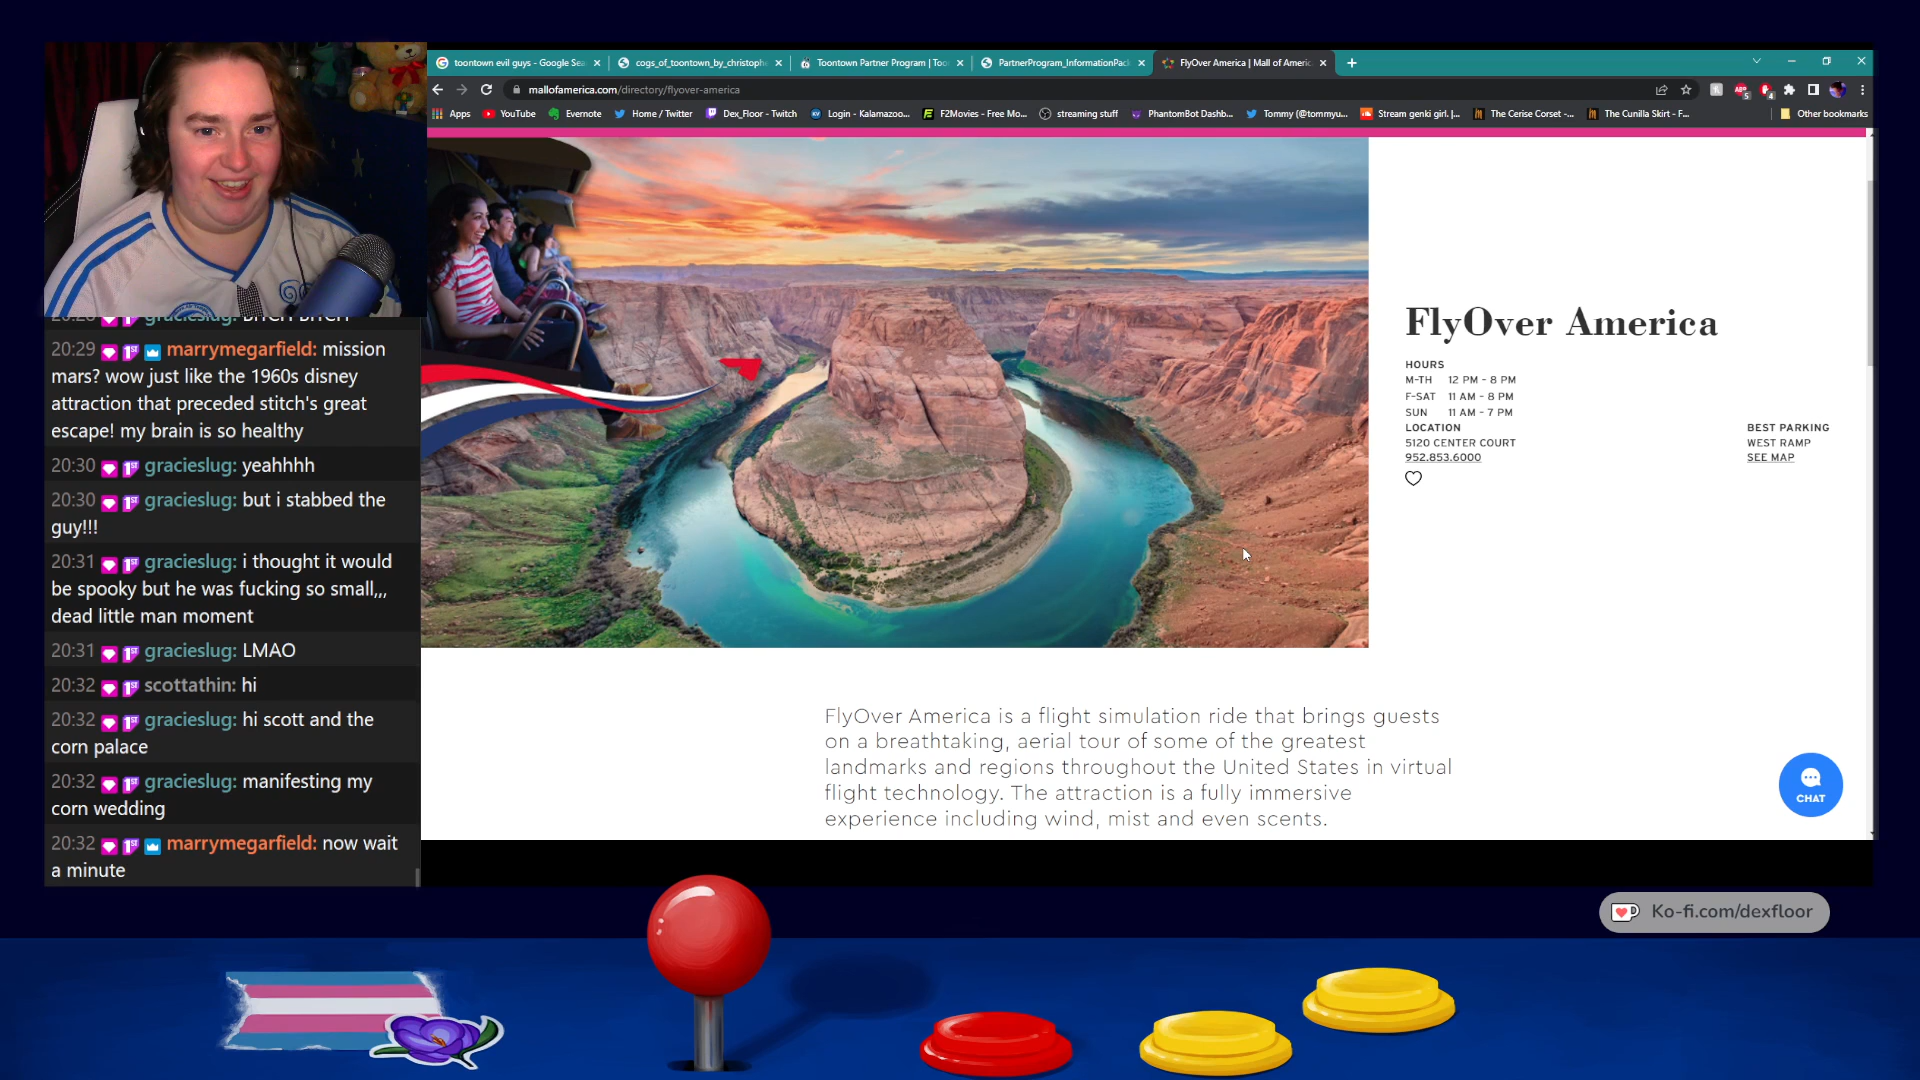 toontown evil guys - Google Sea
cogs_of_toontown_by_christoph
Toontown Partner Program | Too
PartnerProgram_InformationPac
FlyOver America | Mall of Americ
mallofamerica.com/directory/flyover-america
Apps
YouTube
Evernote
Home / Twitter
Dex_Floor - Twitch
Login - Kalamazoo...
F2Movies - Free Mo...
streaming stuff
PhantomBot Dashb...
Tommy (@tommyu...
Stream genki girl. |...
The Cerise Corset -...
The Cunilla Skirt - F...
Other bookmarks
20:29 1ST marrymegarfield: mission
mars? wow just like the 1960s disney
attraction that preceded stitch's great
escape! my brain is so healthy
20:30 1ST gracieslug: yeahhhh
20:30 1ST gracieslug: but i stabbed the
guy!!!
20:31 1ST gracieslug: i thought it would
be spooky but he was fucking so small,,,
dead little man moment
20:31 1ST gracieslug: LMAO
20:32 1ST scottathin: hi
20:32 1ST gracieslug: hi scott and the
corn palace
20:32 1ST gracieslug: manifesting my
corn wedding
20:32 1ST marrymegarfield: now wait
a minute
FlyOver America
HOURS
M-TH 12 PM - 8 PM
F-SAT 11 AM - 8 PM
SUN 11 AM - 7 PM
LOCATION
5120 CENTER COURT
952.853.6000
BEST PARKING
WEST RAMP
SEE MAP
FlyOver America is a flight simulation ride that brings guests
on a breathtaking, aerial tour of some of the greatest
landmarks and regions throughout the United States in virtual
flight technology. The attraction is a fully immersive
experience including wind, mist and even scents.
CHAT
Ko-fi.com/dexfloor